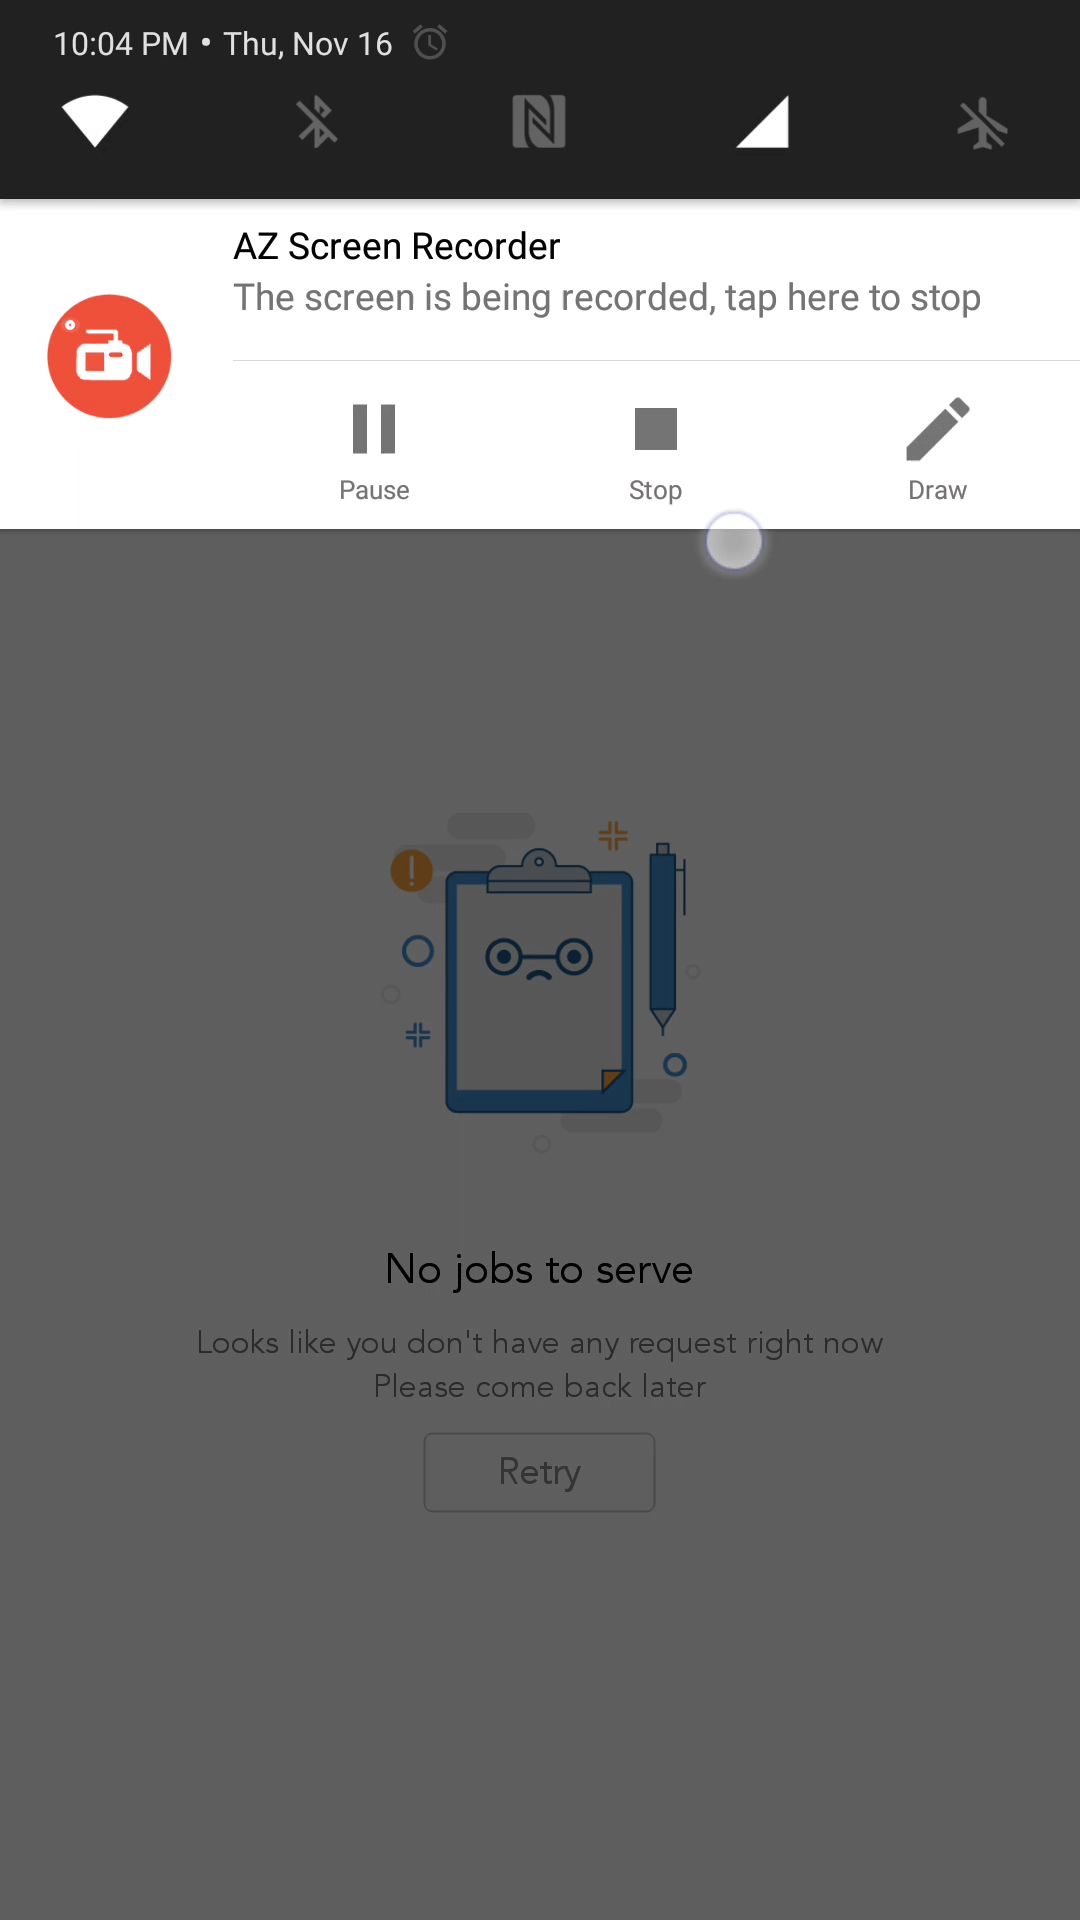 10:04 PM • Thu, Nov 16
AZ Screen Recorder
The screen is being recorded, tap here to stop
Pause
Stop
Draw
No jobs to serve
Looks like you don't have any request right now
Please come back later
Retry